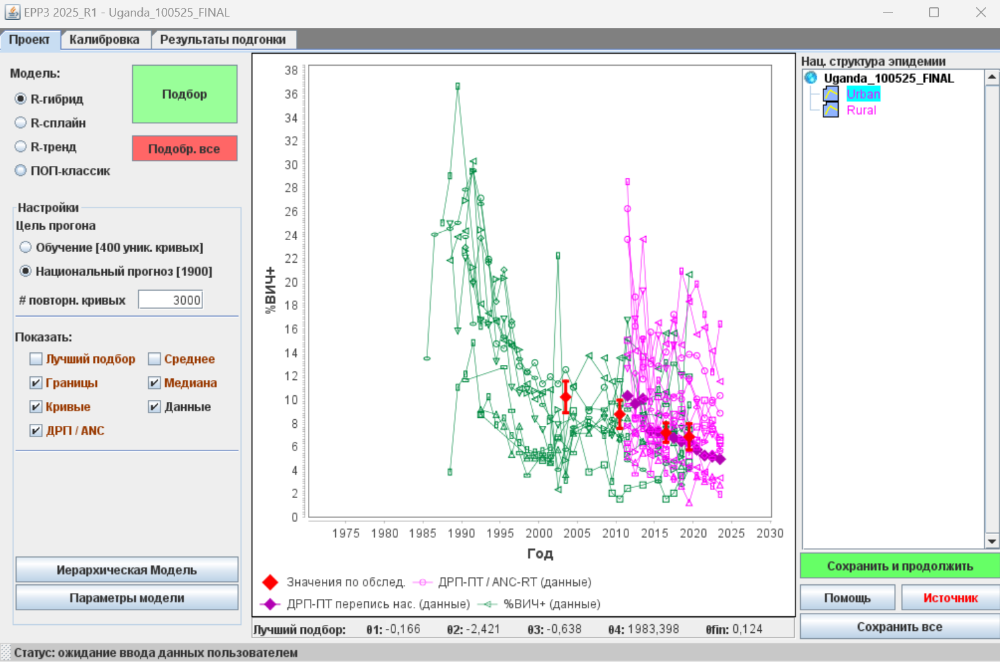 EPP3 2025_R1 - Uganda_100525_FINAL
Проект Калибровка Результаты подгонки
Модель:
R-гибрид
R-сплайн
R-тренд
ПОП-классик
Подбор
Подобр. все
Настройки
Цель прогона
Обучение [400 уник. кривых]
Национальный прогноз [1900]
# повторн. кривых 3000
Показать:
Лучший подбор Среднее
Границы Медиана
Кривые Данные
ДРП / ANC
Иерархическая Модель
Параметры модели
%ВИЧ+
38
36
34
32
30
28
26
24
22
20
18
16
14
12
10
8
6
4
2
0
1975 1980 1985 1990 1995 2000 2005 2010 2015 2020 2025 2030
Год
Значения по обслед. ДРП-ПТ / ANC-RT (данные)
ДРП-ПТ перепись нас. (данные) %ВИЧ+ (данные)
Лучший подбор: θ1: -0,166 θ2: -2,421 θ3: -0,638 θ4: 1983,398 θfin: 0,124
Нац. структура эпидемии
Uganda_100525_FINAL
Urban
Rural
Сохранить и продолжить
Помощь Источник
Сохранить все
Статус: ожидание ввода данных пользователем